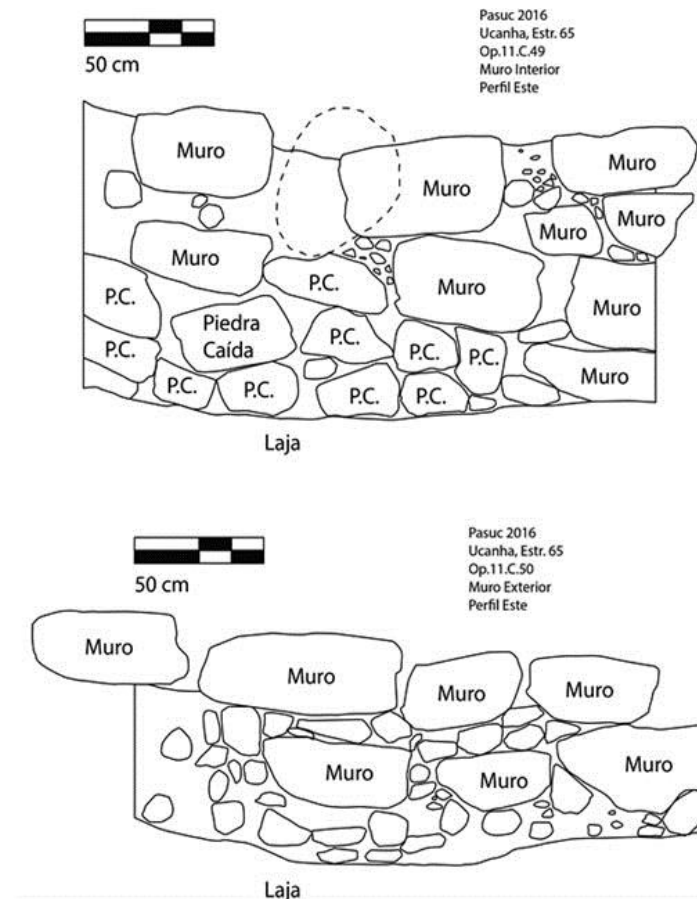 Pasuc 2016
Ucanha, Estr. 65
Op.11.C.49
Muro Interior
Perfil Este
50 cm
Muro
Muro
Muro
Muro
Muro
Muro
P.C.
Muro
Muro
P.C.
Piedra
Caída
P.C.
P.C.
P.C.
P.C.
Muro
P.C.
P.C.
P.C.
P.C.
Laja
Pasuc 2016
Ucanha, Estr. 65
Op.11.C.50
Muro Exterior
Perfil Este
50 cm
Muro
Muro
Muro
Muro
Muro
Muro
Muro
Laja